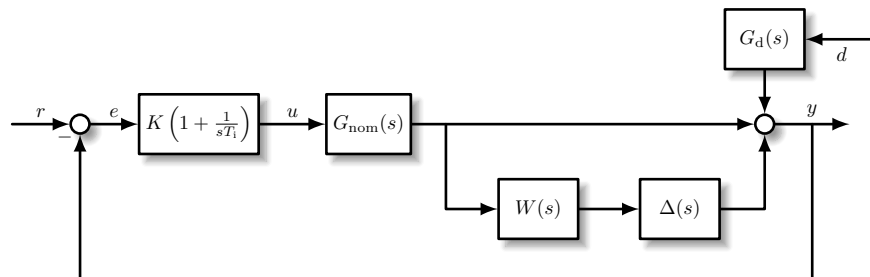 G_d(s)
d
r
e
K(1 + 1/(sT_i))
u
G_nom(s)
y
−
W(s)
Δ(s)